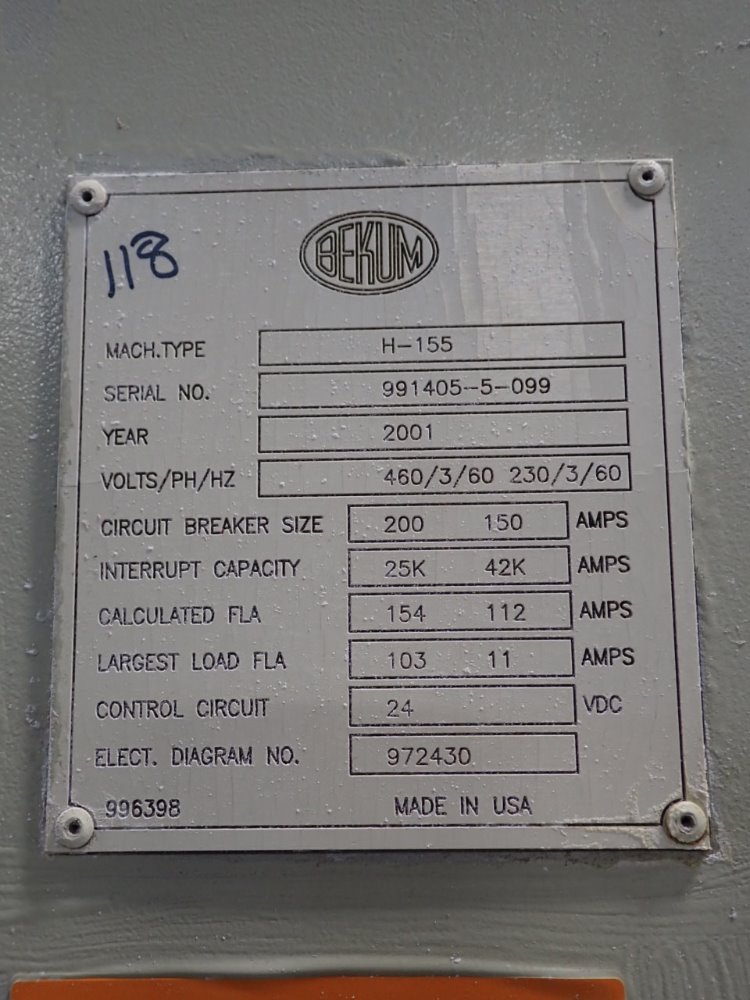 118
BEKUM
MACH.TYPE H-155
SERIAL NO. 991405-5-099
YEAR 2001
VOLTS/PH/HZ 460/3/60 230/3/60
CIRCUIT BREAKER SIZE 200 150 AMPS
INTERRUPT CAPACITY 25K 42K AMPS
CALCULATED FLA 154 112 AMPS
LARGEST LOAD FLA 103 11 AMPS
CONTROL CIRCUIT 24 VDC
ELECT. DIAGRAM NO. 972430
996398 MADE IN USA